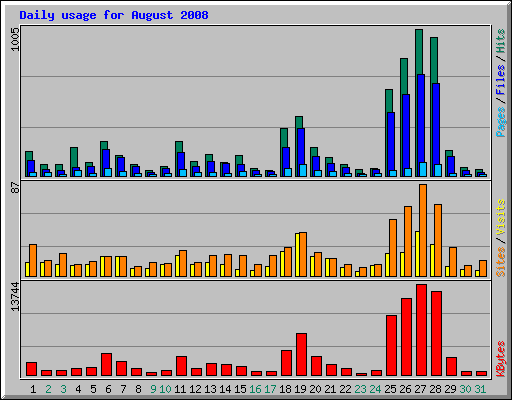 Daily usage for August 2008
1005
Pages / Files / Hits
87
Sites / Visits
13744
KBytes
1 2 3 4 5 6 7 8 9 10 11 12 13 14 15 16 17 18 19 20 21 22 23 24 25 26 27 28 29 30 31